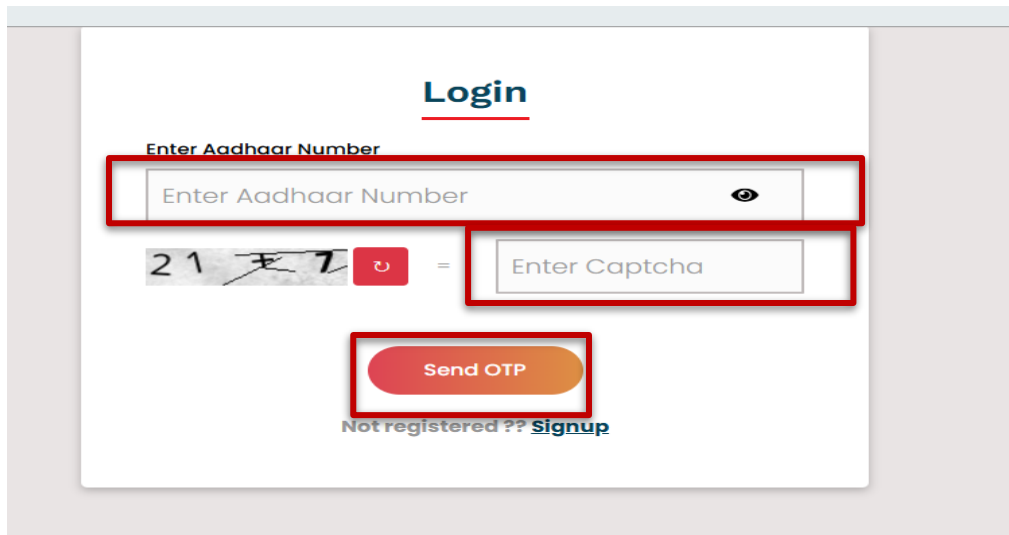 Login
Enter Aadhaar Number
Enter Aadhaar Number
21 + 7 ↻ = Enter Captcha
Send OTP
Not registered ?? Signup